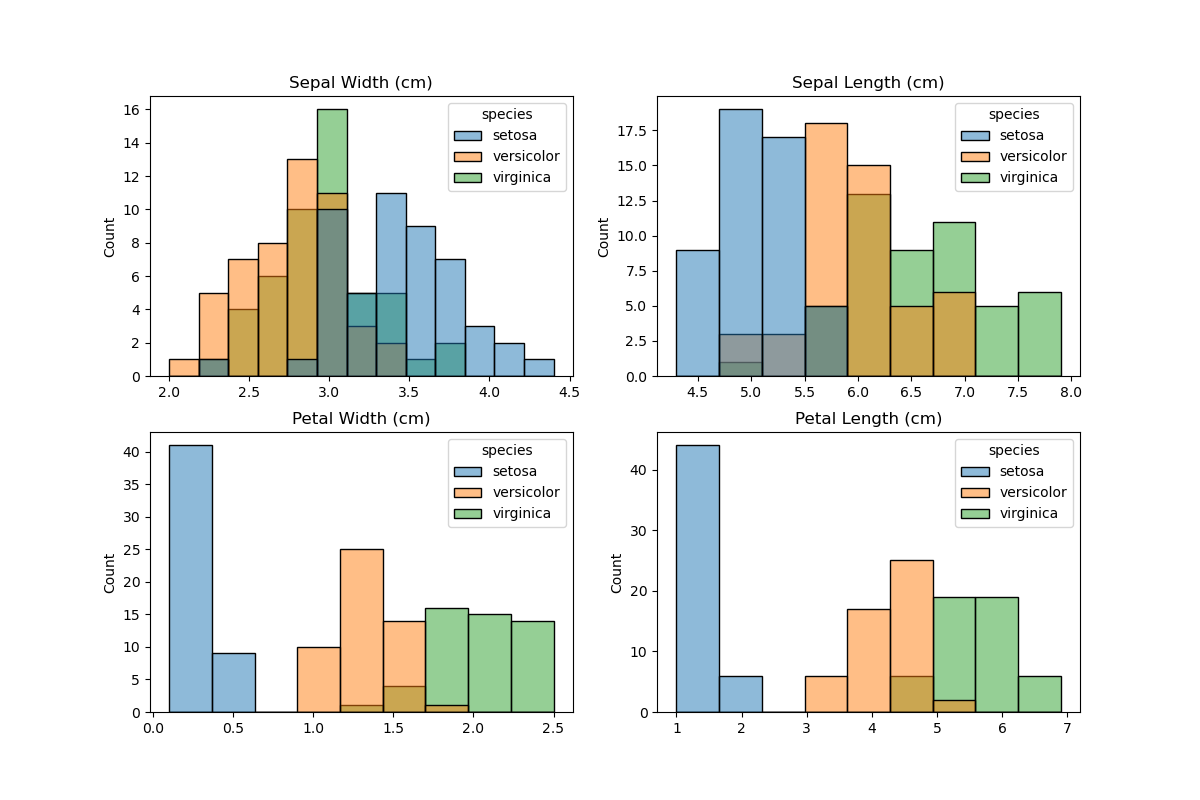 Sepal Width (cm)
Count
16
14
12
10
8
6
4
2
0
2.0 2.5 3.0 3.5 4.0 4.5
species
setosa
versicolor
virginica
Sepal Length (cm)
Count
17.5
15.0
12.5
10.0
7.5
5.0
2.5
0.0
4.5 5.0 5.5 6.0 6.5 7.0 7.5 8.0
species
setosa
versicolor
virginica
Petal Width (cm)
Count
40
35
30
25
20
15
10
5
0
0.0 0.5 1.0 1.5 2.0 2.5
species
setosa
versicolor
virginica
Petal Length (cm)
Count
40
30
20
10
0
1 2 3 4 5 6 7
species
setosa
versicolor
virginica